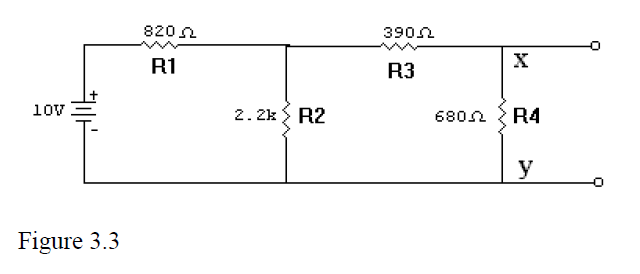 820Ω
390Ω
R1
R3
x
+
10V
-
2.2k R2
680Ω R4
y
Figure 3.3